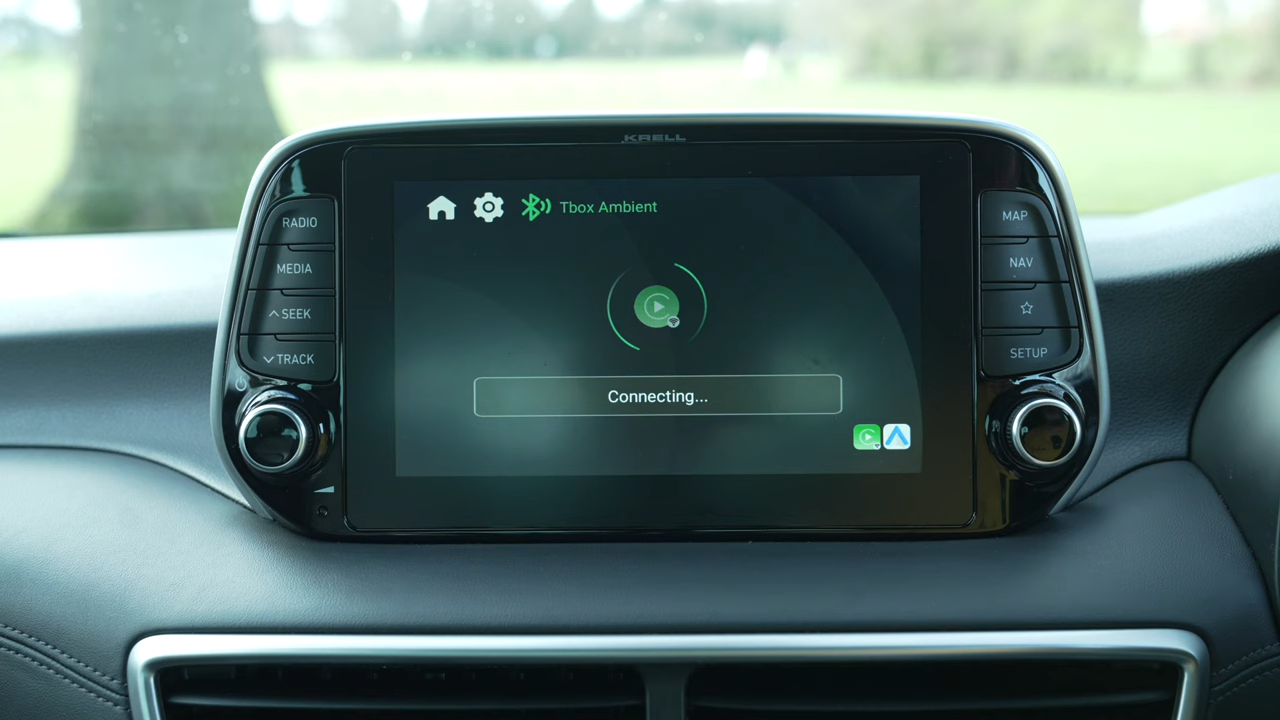 KRELL
RADIO
MEDIA
SEEK
TRACK
Tbox Ambient
Connecting...
MAP
NAV
SETUP